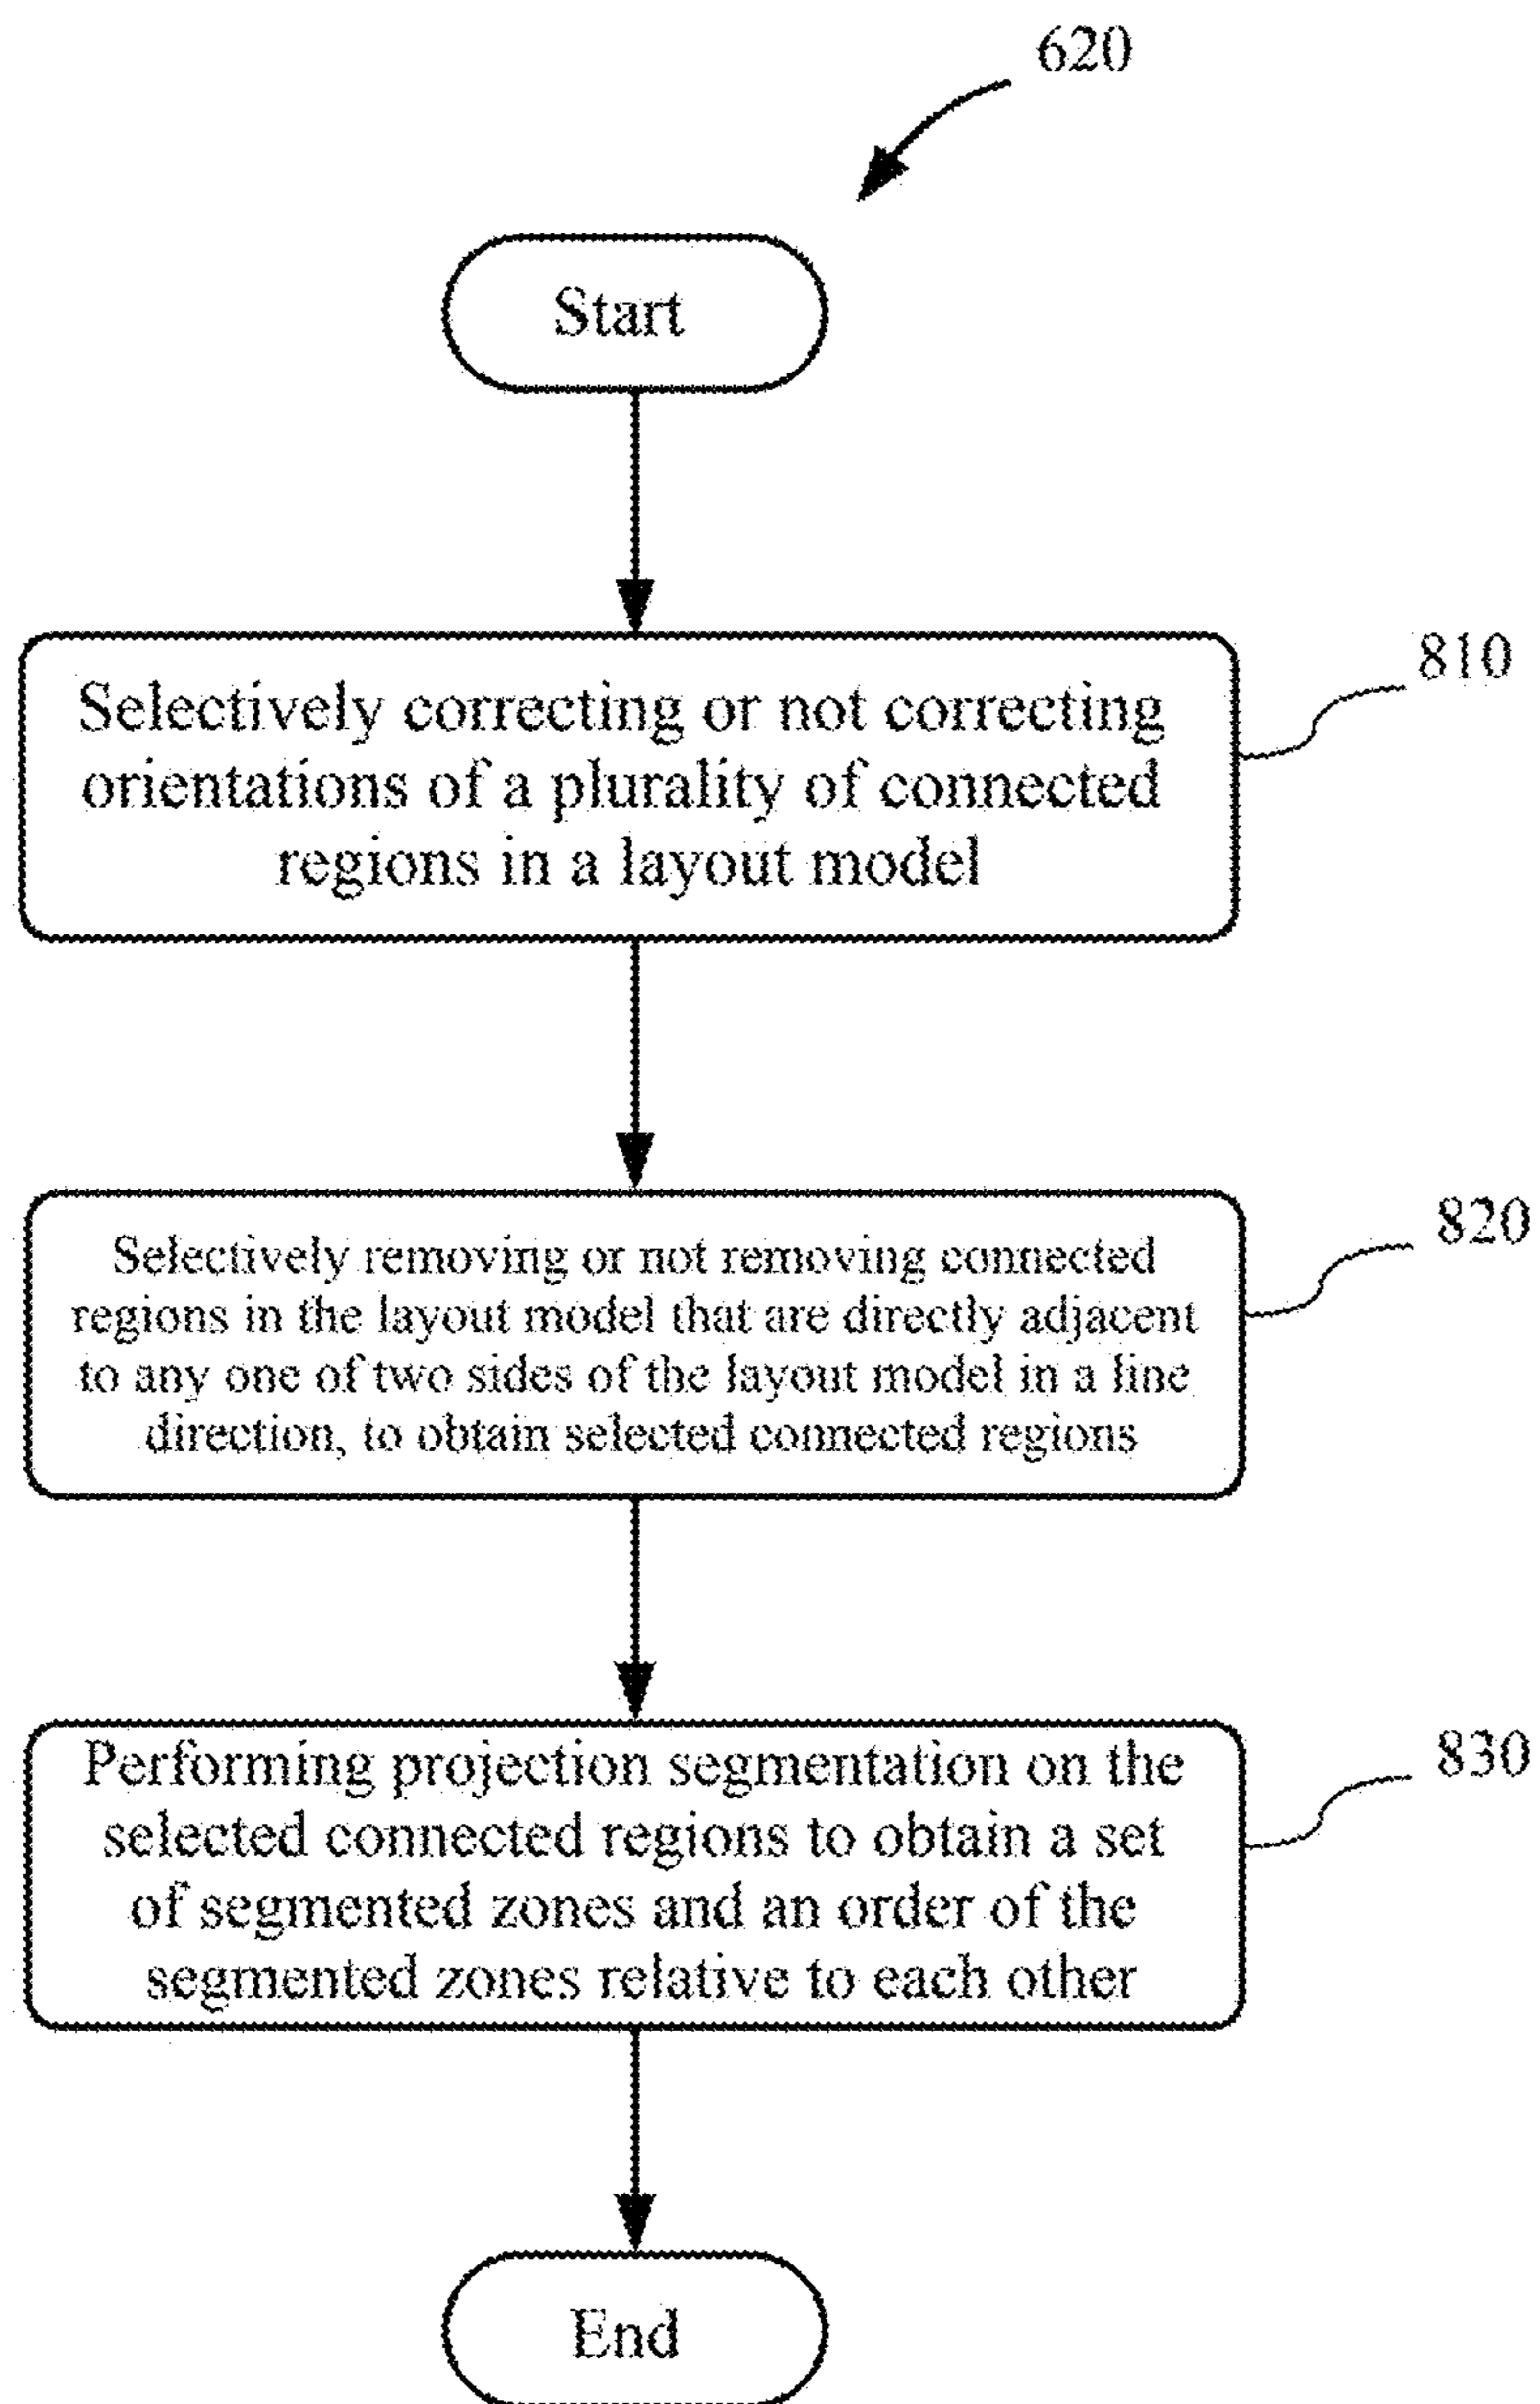 620
Start
Selectively correcting or not correcting
orientations of a plurality of connected
regions in a layout model
810
Selectively removing or not removing connected
regions in the layout model that are directly adjacent
to any one of two sides of the layout model in a line
direction, to obtain selected connected regions
820
Performing projection segmentation on the
selected connected regions to obtain a set
of segmented zones and an order of the
segmented zones relative to each other
830
End